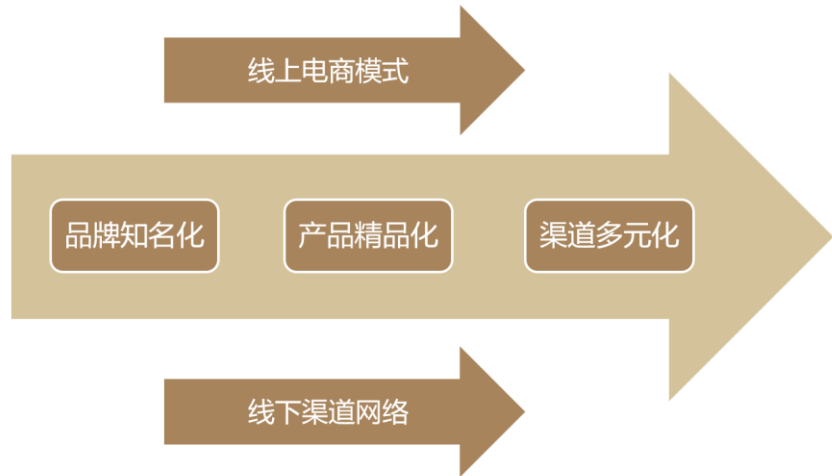 线上电商模式
品牌知名化
产品精品化
渠道多元化
线下渠道网络